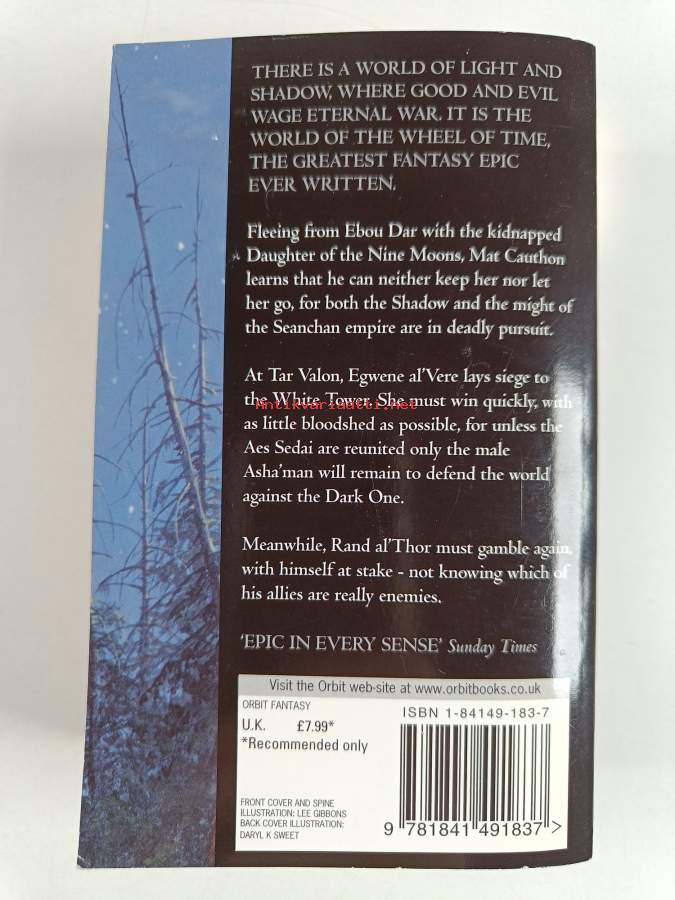 THERE IS A WORLD OF LIGHT AND
SHADOW, WHERE GOOD AND EVIL
WAGE ETERNAL WAR. IT IS THE
WORLD OF THE WHEEL OF TIME,
THE GREATEST FANTASY EPIC
EVER WRITTEN.
Fleeing from Ebou Dar with the kidnapped
Daughter of the Nine Moons, Mat Cauthon
learns that he can neither keep her nor let
her go, for both the Shadow and the might of
the Seanchan empire are in deadly pursuit.
At Tar Valon, Egwene al'Vere lays siege to
the White Tower. She must win quickly, with
Antikvariaatti.net
as little bloodshed as possible, for unless the
Aes Sedai are reunited only the male
Asha'man will remain to defend the world
against the Dark One.
Meanwhile, Rand al'Thor must gamble again,
with himself at stake - not knowing which of
his allies are really enemies.
'EPIC IN EVERY SENSE' Sunday Times
Visit the Orbit web-site at www.orbitbooks.co.uk
ORBIT FANTASY
U.K. £7.99*
*Recommended only
ISBN 1-84149-183-7
FRONT COVER AND SPINE
ILLUSTRATION: LEE GIBBONS
BACK COVER ILLUSTRATION:
DARYL K SWEET
9 781841 491837 >